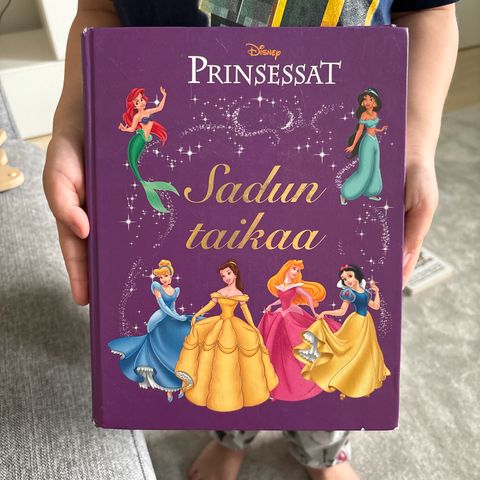 Disney
PRINSESSAT
Sadun
taikaa